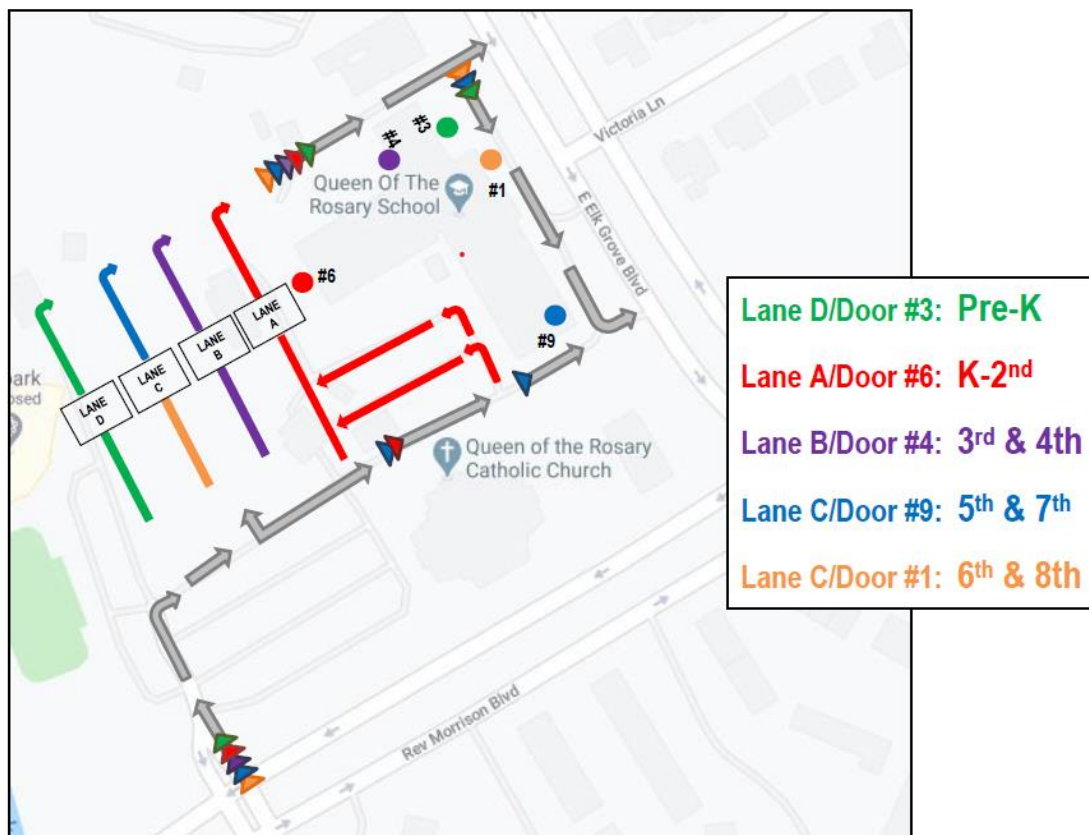 Victoria Ln
#3
#4
Queen Of The
Rosary School
#1
E Elk Grove Blvd
#6
LANE
A
LANE
B
LANE
C
LANE
D
#9
park
osed
Queen of the Rosary
Catholic Church
Rev Morrison Blvd
Lane D/Door #3: Pre-K
Lane A/Door #6: K-2nd
Lane B/Door #4: 3rd & 4th
Lane C/Door #9: 5th & 7th
Lane C/Door #1: 6th & 8th